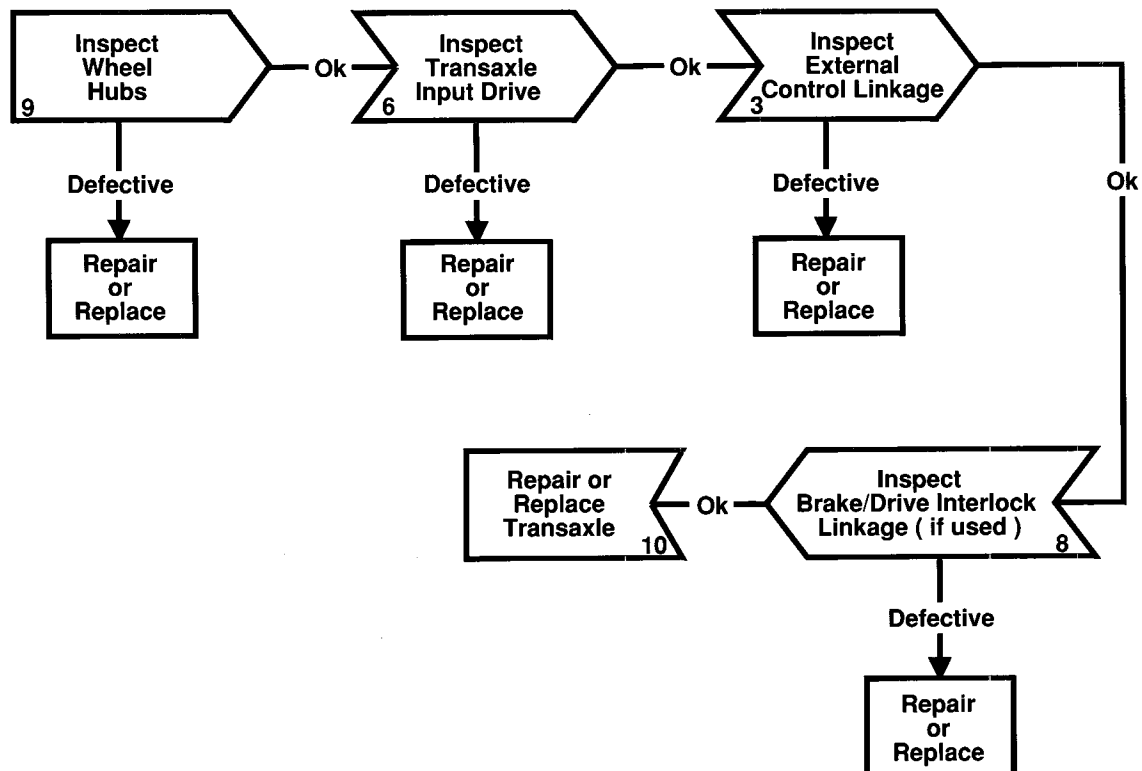 Inspect
Wheel
Hubs
9
Ok
Inspect
Transaxle
Input Drive
6
Ok
Inspect
External
Control Linkage
3
Defective
Defective
Defective
Ok
Repair
or
Replace
Repair
or
Replace
Repair
or
Replace
Inspect
Brake/Drive Interlock
Linkage ( if used )
8
Ok
Repair or
Replace
Transaxle
10
Defective
Repair
or
Replace